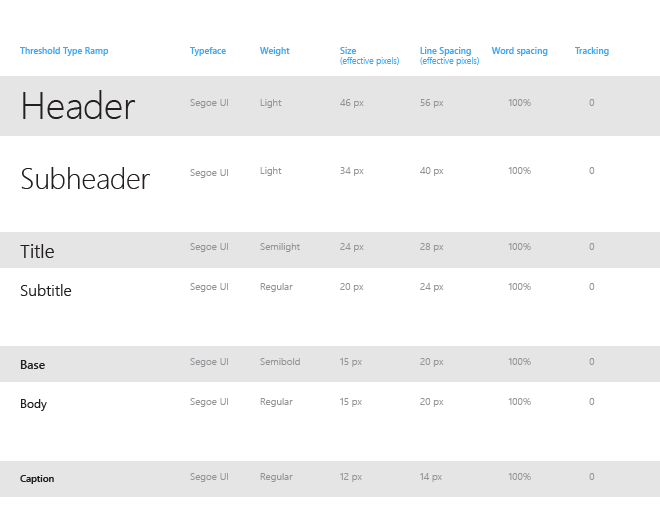 Threshold Type Ramp Typeface Weight Size Line Spacing Word spacing Tracking
(effective pixels) (effective pixels)
Header Segoe UI Light 46 px 56 px 100% 0
Subheader Segoe UI Light 34 px 40 px 100% 0
Title Segoe UI Semilight 24 px 28 px 100% 0
Subtitle Segoe UI Regular 20 px 24 px 100% 0
Base Segoe UI Semibold 15 px 20 px 100% 0
Body Segoe UI Regular 15 px 20 px 100% 0
Caption Segoe UI Regular 12 px 14 px 100% 0